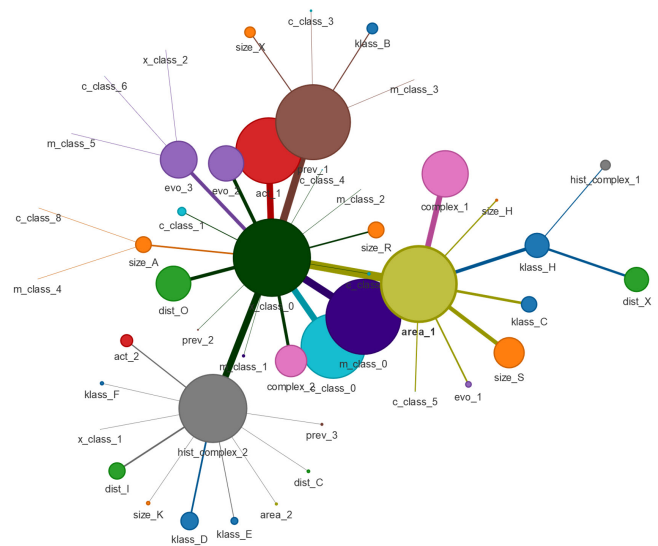 c_class_3
size_X
klass_B
x_class_2
c_class_6
m_class_3
m_class_5
prev_1
hist_complex_1
evo_3
evo_2
act_1
c_class_4
m_class_2
complex_1
size_H
c_class_8
c_class_1
size_R
size_A
klass_H
m_class_4
dist_O
_class_0
dist_X
klass_C
area_1
prev_2
act_2
m_class_1
m_class_0
size_S
complex_2
c_class_0
c_class_5
evo_1
klass_F
x_class_1
prev_3
hist_complex_2
dist_I
dist_C
size_K
area_2
klass_D
klass_E